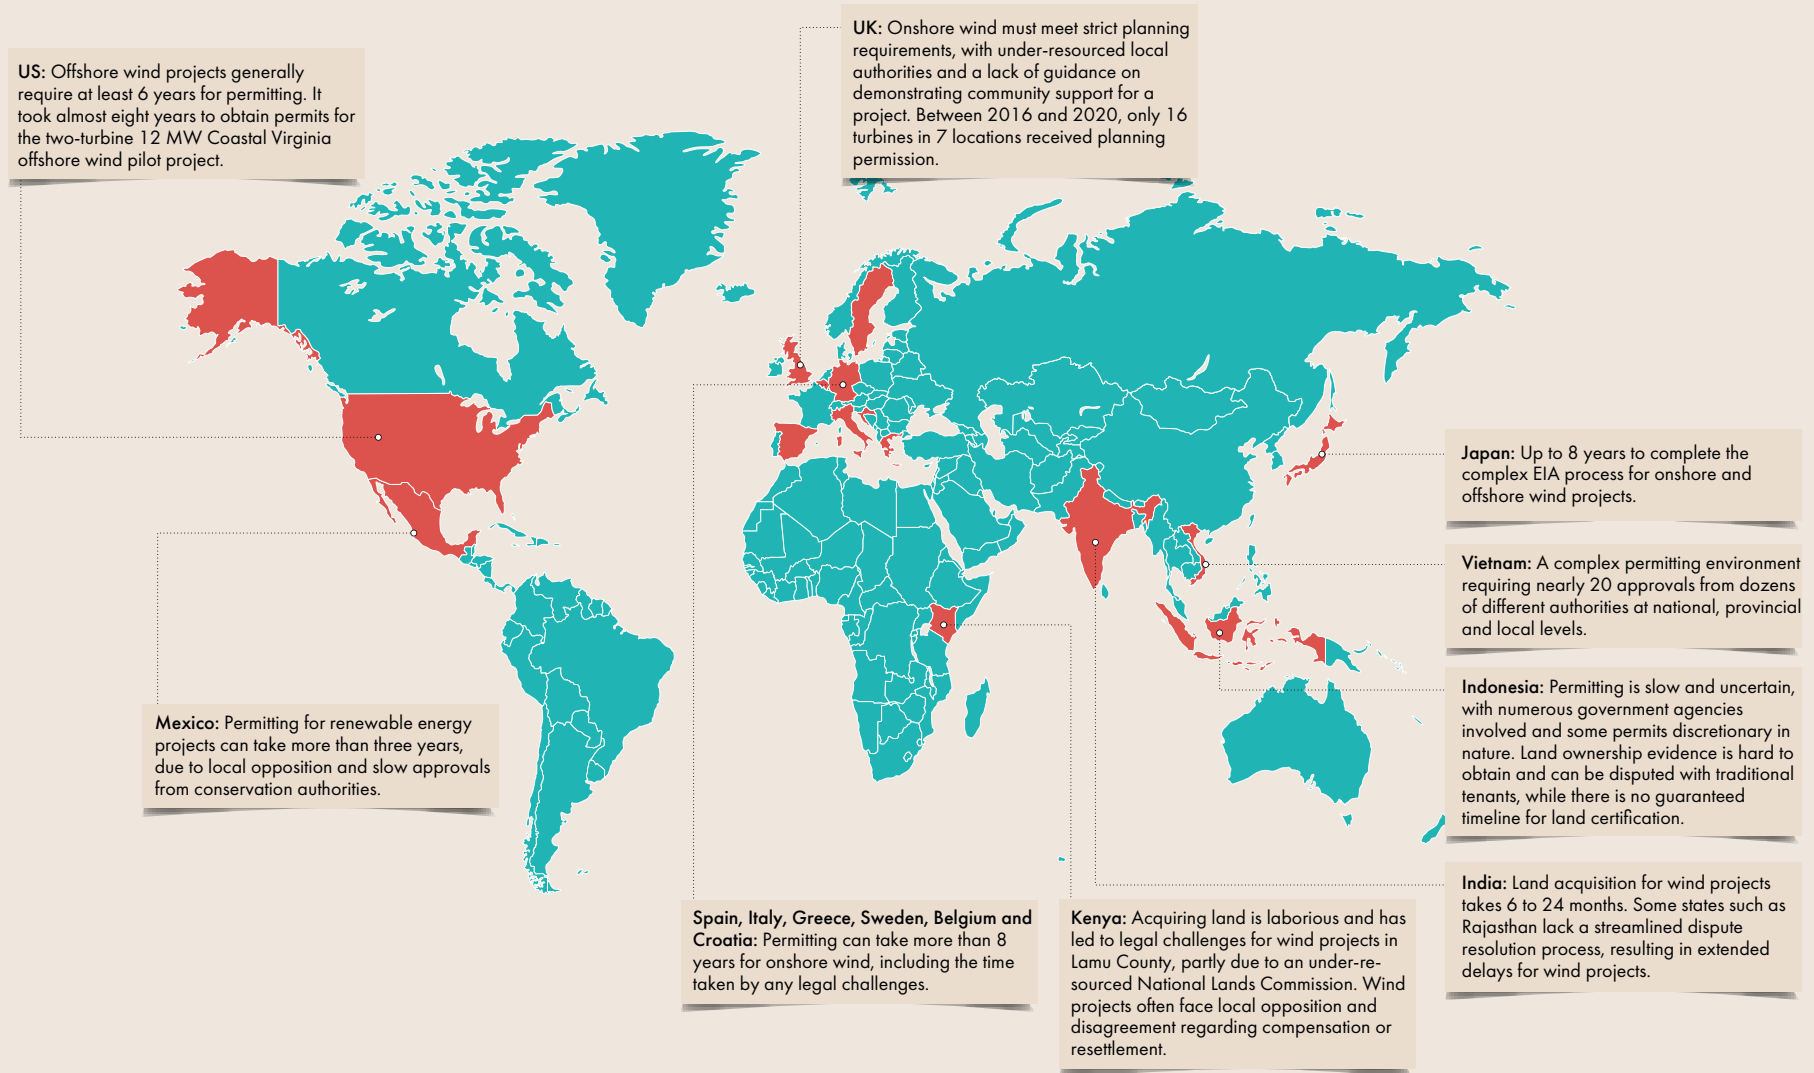 US: Offshore wind projects generally
require at least 6 years for permitting. It
took almost eight years to obtain permits for
the two-turbine 12 MW Coastal Virginia
offshore wind pilot project.
UK: Onshore wind must meet strict planning
requirements, with under-resourced local
authorities and a lack of guidance on
demonstrating community support for a
project. Between 2016 and 2020, only 16
turbines in 7 locations received planning
permission.
Japan: Up to 8 years to complete the
complex EIA process for onshore and
offshore wind projects.
Vietnam: A complex permitting environment
requiring nearly 20 approvals from dozens
of different authorities at national, provincial
and local levels.
Indonesia: Permitting is slow and uncertain,
with numerous government agencies
involved and some permits discretionary in
nature. Land ownership evidence is hard to
obtain and can be disputed with traditional
tenants, while there is no guaranteed
timeline for land certification.
Mexico: Permitting for renewable energy
projects can take more than three years,
due to local opposition and slow approvals
from conservation authorities.
India: Land acquisition for wind projects
takes 6 to 24 months. Some states such as
Rajasthan lack a streamlined dispute
resolution process, resulting in extended
delays for wind projects.
Spain, Italy, Greece, Sweden, Belgium and
Croatia: Permitting can take more than 8
years for onshore wind, including the time
taken by any legal challenges.
Kenya: Acquiring land is laborious and has
led to legal challenges for wind projects in
Lamu County, partly due to an under-re-
sourced National Lands Commission. Wind
projects often face local opposition and
disagreement regarding compensation or
resettlement.